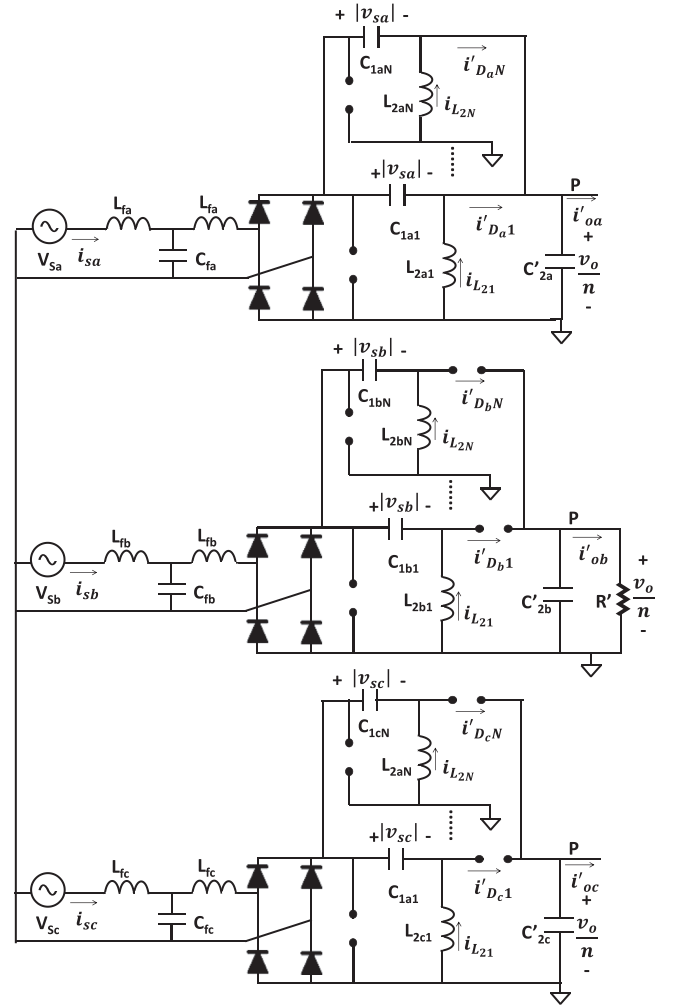 + |v_sa| -
C_1aN
i'_DaN
L_2aN
i_L2N
+|v_sa| -
P
L_fa
L_fa
C_1a1
i'_Da1
i'_oa
V_Sa
i_sa
C_fa
L_2a1
i_L21
C'_2a
+
v_o
n
-
+ |v_sb| -
C_1bN
i'_DbN
L_2bN
i_L2N
+|v_sb| -
P
L_fb
L_fb
C_1b1
i'_Db1
i'_ob
V_Sb
i_sb
C_fb
L_2b1
i_L21
C'_2b
R'
+
v_o
n
-
+ |v_sc| -
C_1cN
i'_DcN
L_2aN
i_L2N
+|v_sc| -
P
L_fc
L_fc
C_1a1
i'_Dc1
i'_oc
V_Sc
i_sc
C_fc
L_2c1
i_L21
C'_2c
+
v_o
n
-